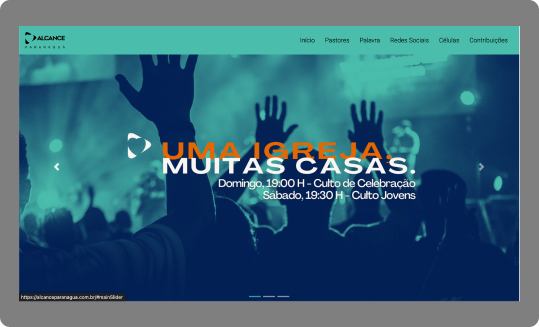 ALCANCE
PARANAGUA
Início Pastores Palavra Redes Sociais Células Contribuições
UMA IGREJA.
MUITAS CASAS.
Domingo, 19:00 H - Culto de Celebração
Sabado, 19:30 H - Culto Jovens
https://alcanceparanagua.com.br/#mainSlider